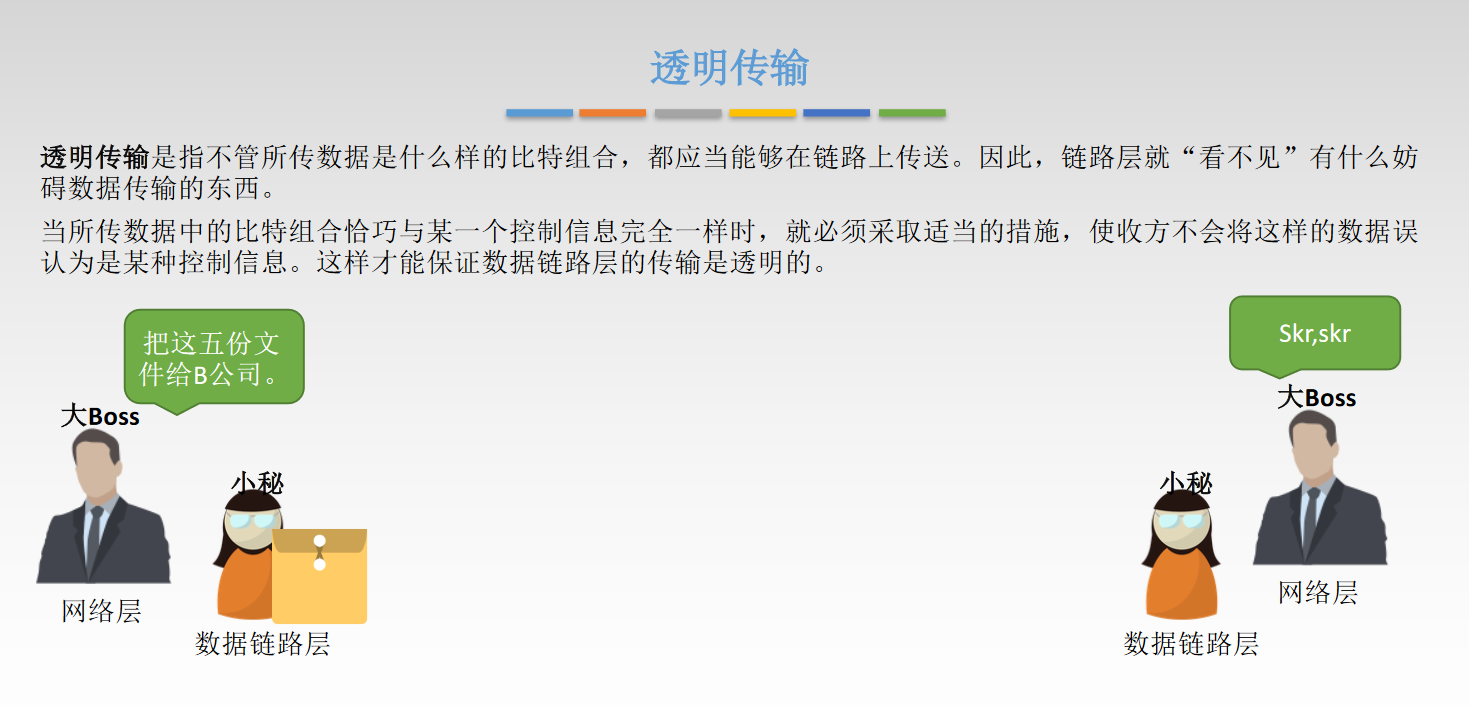 透明传输
透明传输是指不管所传数据是什么样的比特组合，都应当能够在链路上传送。因此，链路层就“看不见”有什么妨
碍数据传输的东西。
当所传数据中的比特组合恰巧与某一个控制信息完全一样时，就必须采取适当的措施，使收方不会将这样的数据误
认为是某种控制信息。这样才能保证数据链路层的传输是透明的。
把这五份文
件给B公司。
大Boss
小秘
网络层
数据链路层
Skr,skr
大Boss
小秘
网络层
数据链路层